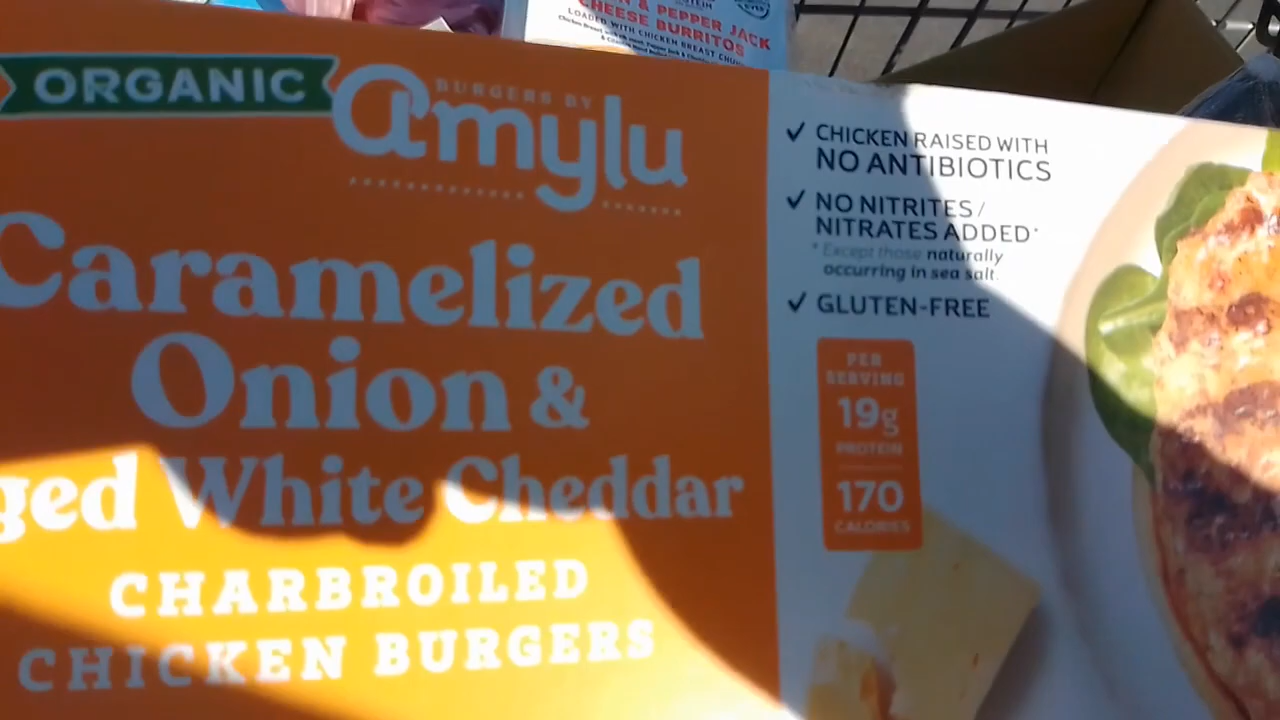 & PEPPER JACK
CHEESE BURRITOS
LOADED WITH CHICKEN BREAST
ORGANIC
BURGERS BY
amylu
Caramelized
Onion &
ged White Cheddar
CHARBROILED
CHICKEN BURGERS
✓ CHICKEN RAISED WITH
NO ANTIBIOTICS
✓ NO NITRITES/
NITRATES ADDED*
* Except those naturally
occurring in sea salt.
✓ GLUTEN-FREE
PER
SERVING
19g
PROTEIN
170
CALORIES